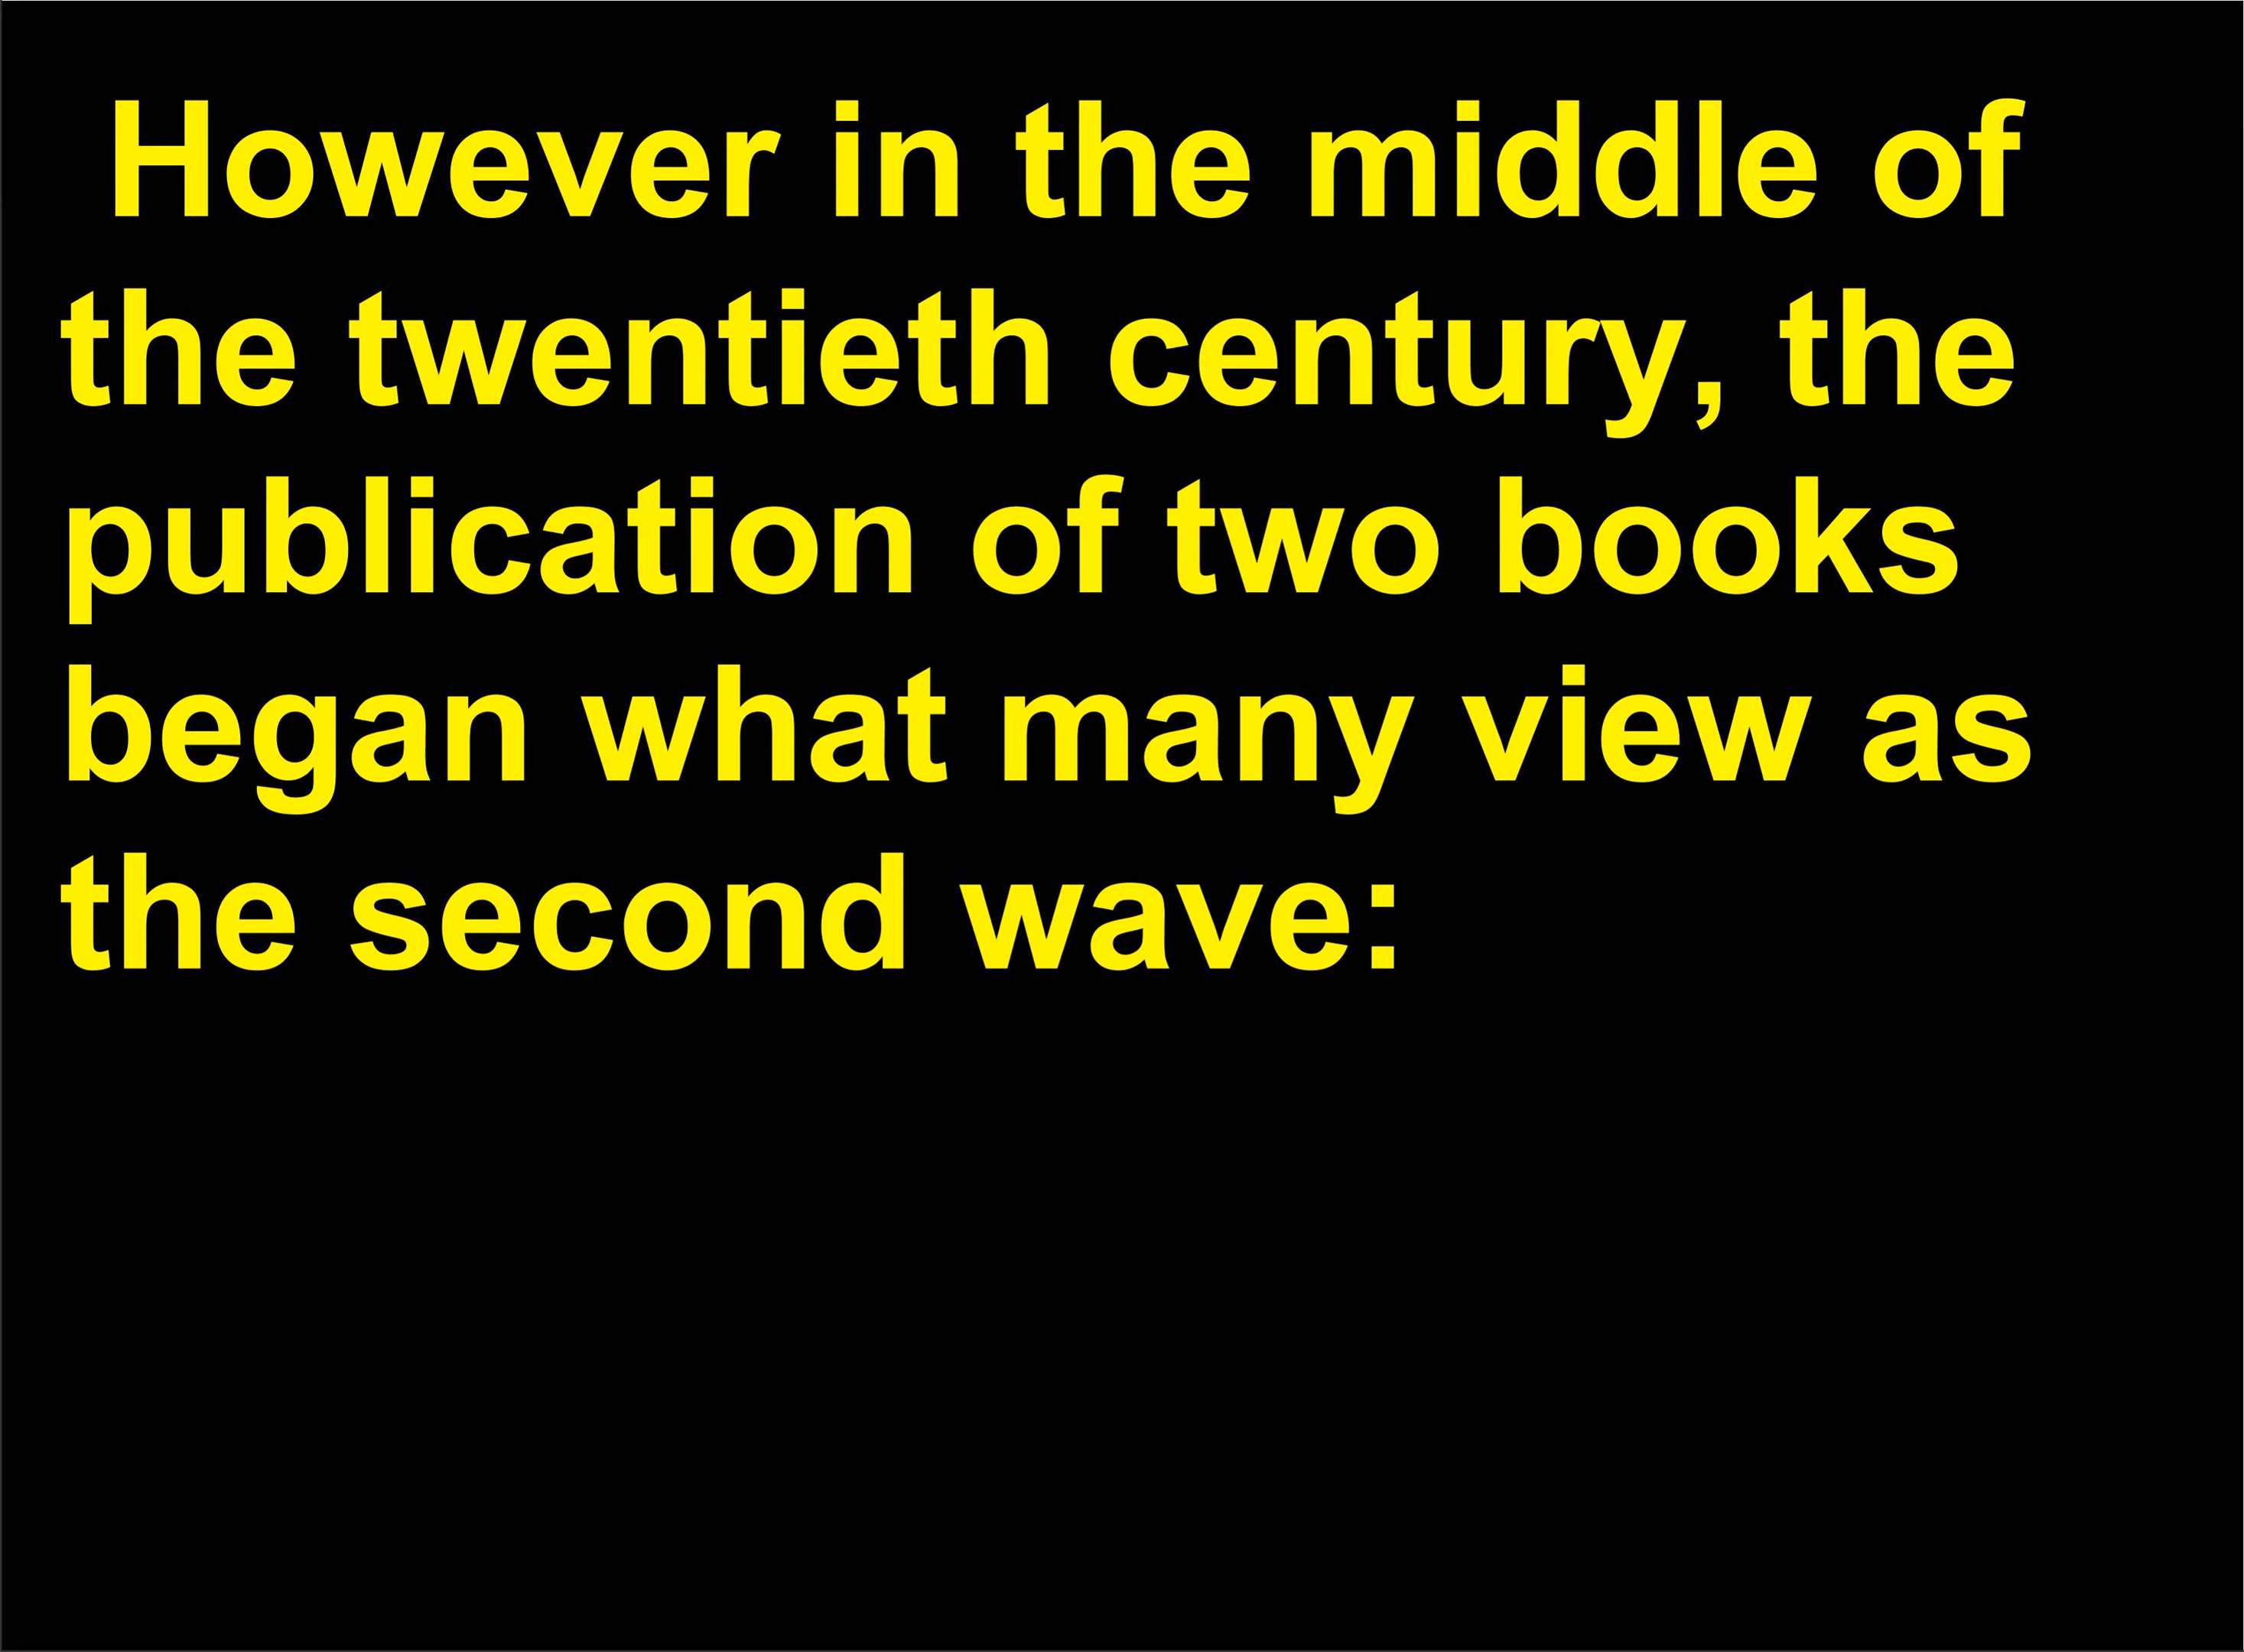 However in the middle of
the twentieth century, the
publication of two books
began what many view as
the second wave: